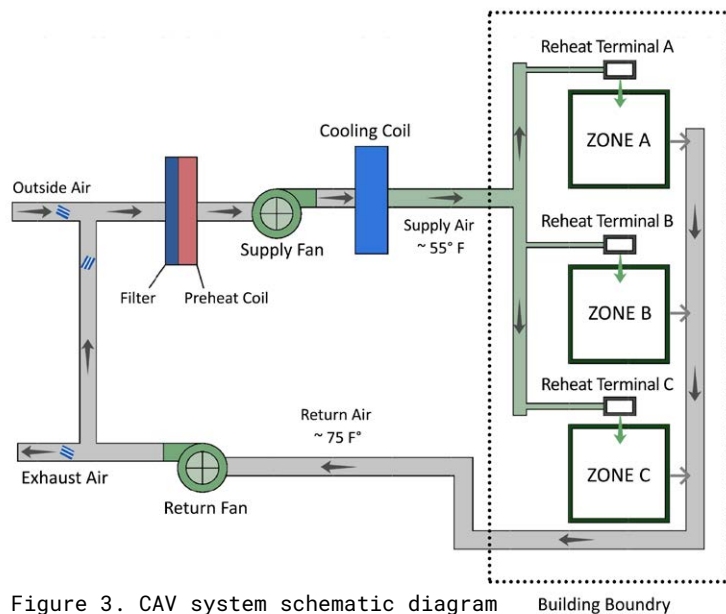 Reheat Terminal A
ZONE A
Cooling Coil
Outside Air
Supply Fan
Supply Air
~ 55° F
Filter
Preheat Coil
Reheat Terminal B
ZONE B
Reheat Terminal C
ZONE C
Return Air
~ 75 F°
Exhaust Air
Return Fan
Figure 3. CAV system schematic diagram
Building Boundry